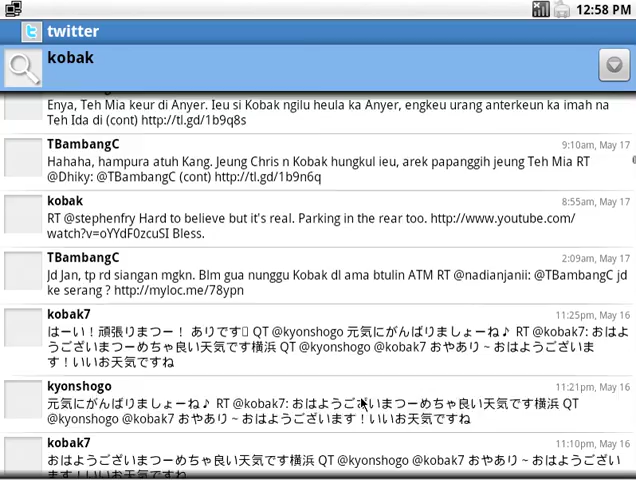 12:58 PM
twitter
kobak
Enya, Teh Mia keur di Anyer. Ieu si Kobak ngilu heula ka Anyer, engkeu urang anterkeun ka imah na
Teh Ida di (cont) http://tl.gd/1b9q8s
TBambangC 9:10am, May 17
Hahaha, hampura atuh Kang. Jeung Chris n Kobak hungkul ieu, arek papanggih jeung Teh Mia RT
@Dhiky: @TBambangC (cont) http://tl.gd/1b9n6q
kobak 8:55am, May 17
RT @stephenfry Hard to believe but it's real. Parking in the rear too. http://www.youtube.com/
watch?v=oYYdF0zcuSI Bless.
TBambangC 2:09am, May 17
Jd Jan, tp rd siangan mgkn. Blm gua nunggu Kobak dl ama btulin ATM RT @nadianjanii: @TBambangC jd
ke serang ? http://myloc.me/78ypn
kobak7 11:25pm, May 16
はーい！頑張りまつー！ ありです QT @kyonshogo 元気にがんばりましょーね♪ RT @kobak7: おはよ
うございまつーめちゃ良い天気です横浜 QT @kyonshogo @kobak7 おやあり ~ おはようございま
す！いいお天気ですね
kyonshogo 11:21pm, May 16
元気にがんばりましょーね♪ RT @kobak7: おはようございまつーめちゃ良い天気です横浜 QT
@kyonshogo @kobak7 おやあり ~ おはようございます！いいお天気ですね
kobak7 11:10pm, May 16
おはようございまつーめちゃ良い天気です横浜 QT @kyonshogo @kobak7 おやあり ~ おはようござい
ます！いいお天気ですね